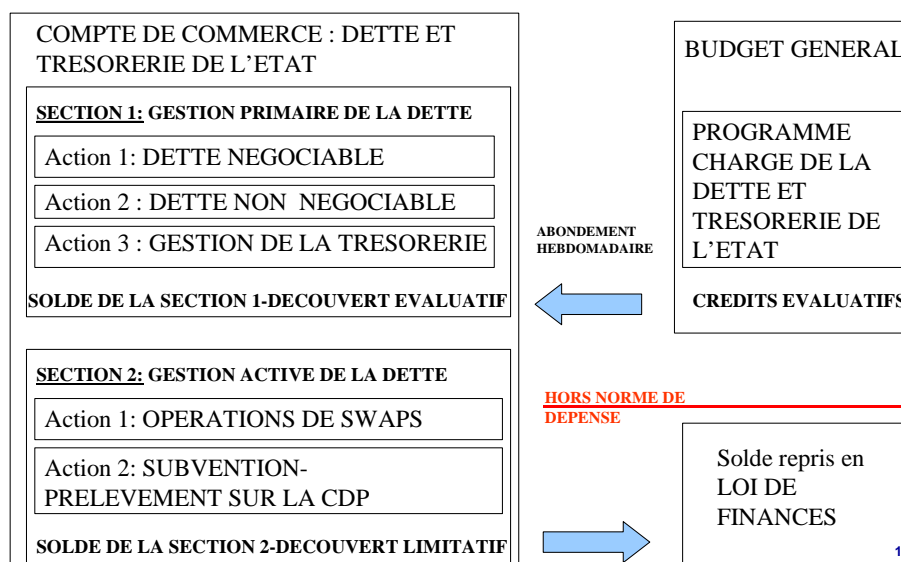 COMPTE DE COMMERCE : DETTE ET
TRESORERIE DE L'ETAT
SECTION 1: GESTION PRIMAIRE DE LA DETTE
Action 1: DETTE NEGOCIABLE
Action 2 : DETTE NON NEGOCIABLE
Action 3 : GESTION DE LA TRESORERIE
SOLDE DE LA SECTION 1-DECOUVERT EVALUATIF
SECTION 2: GESTION ACTIVE DE LA DETTE
Action 1: OPERATIONS DE SWAPS
Action 2: SUBVENTION-
PRELEVEMENT SUR LA CDP
SOLDE DE LA SECTION 2-DECOUVERT LIMITATIF
ABONDEMENT
HEBDOMADAIRE
BUDGET GENERAL
PROGRAMME
CHARGE DE LA
DETTE ET
TRESORERIE DE
L'ETAT
CREDITS EVALUATIFS
HORS NORME DE
DEPENSE
Solde repris en
LOI DE
FINANCES
1